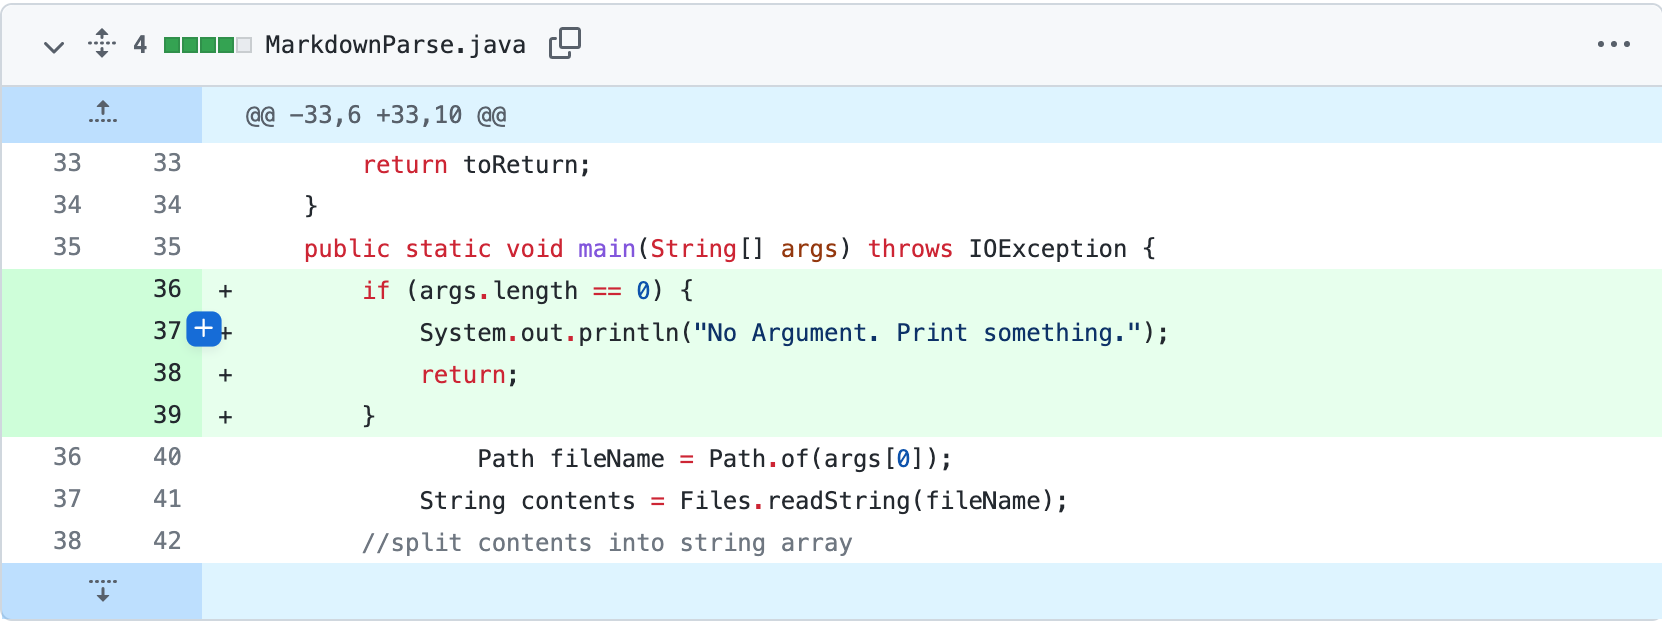 4 MarkdownParse.java
@@ -33,6 +33,10 @@
33 33 return toReturn;
34 34 }
35 35 public static void main(String[] args) throws IOException {
36 + if (args.length == 0) {
37 + System.out.println("No Argument. Print something.");
38 + return;
39 + }
36 40 Path fileName = Path.of(args[0]);
37 41 String contents = Files.readString(fileName);
38 42 //split contents into string array